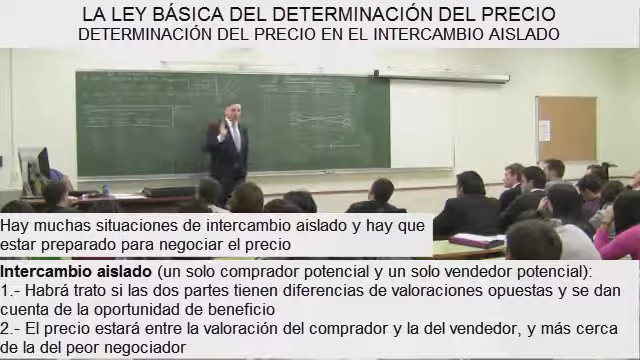 LA LEY BÁSICA DEL DETERMINACIÓN DEL PRECIO
DETERMINACIÓN DEL PRECIO EN EL INTERCAMBIO AISLADO
Hay muchas situaciones de intercambio aislado y hay que
estar preparado para negociar el precio
Intercambio aislado (un solo comprador potencial y un solo vendedor potencial):
1.- Habrá trato si las dos partes tienen diferencias de valoraciones opuestas y se dan
cuenta de la oportunidad de beneficio
2.- El precio estará entre la valoración del comprador y la del vendedor, y más cerca
de la del peor negociador